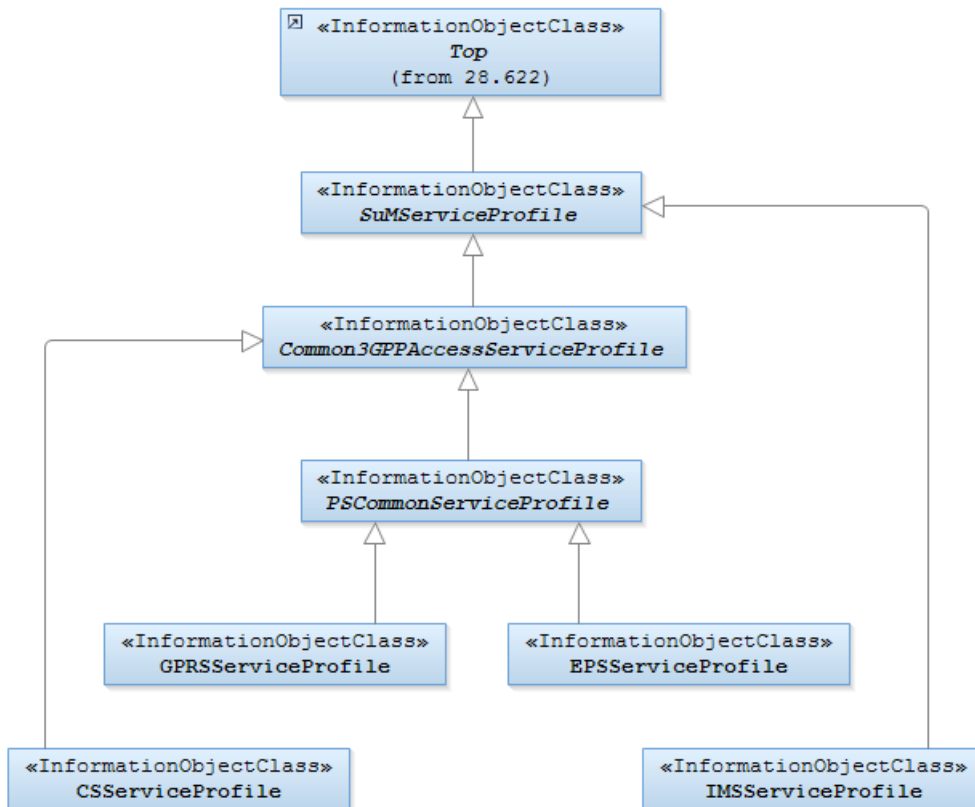 «InformationObjectClass»
Top
(from 28.622)
«InformationObjectClass»
SuMServiceProfile
«InformationObjectClass»
Common3GPPAccessServiceProfile
«InformationObjectClass»
PSCommonServiceProfile
«InformationObjectClass»
GPRSServiceProfile
«InformationObjectClass»
EPSServiceProfile
«InformationObjectClass»
CSServiceProfile
«InformationObjectClass»
IMSServiceProfile